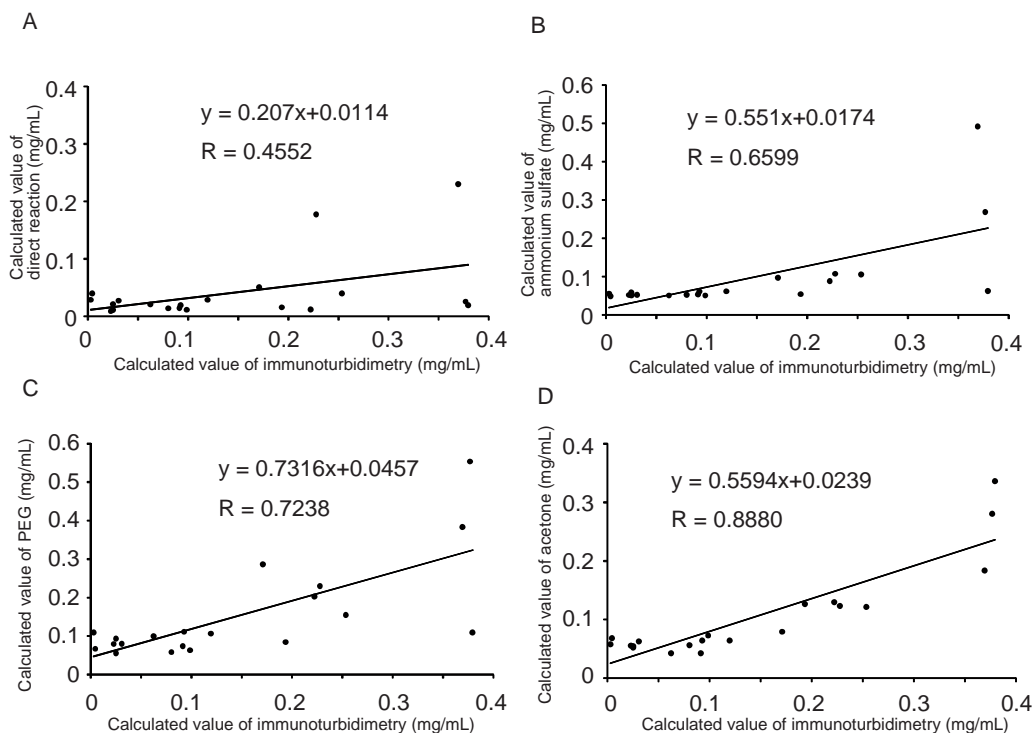 A
Calculated value of
direct reaction (mg/mL)
0.4
0.3
0.2
0.1
0
y = 0.207x+0.0114
R = 0.4552
0 0.1 0.2 0.3 0.4
Calculated value of immunoturbidimetry (mg/mL)
B
Calculated value of
ammonium sulfate (mg/mL)
0.6
0.5
0.4
0.3
0.2
0.1
0
y = 0.551x+0.0174
R = 0.6599
0 0.1 0.2 0.3 0.4
Calculated value of immunoturbidimetry (mg/mL)
C
Calculated value of PEG (mg/mL)
0.6
0.5
0.4
0.3
0.2
0.1
0
y = 0.7316x+0.0457
R = 0.7238
0 0.1 0.2 0.3 0.4
Calculated value of immunoturbidimetry (mg/mL)
D
Calculated value of acetone (mg/mL)
0.4
0.3
0.2
0.1
0
y = 0.5594x+0.0239
R = 0.8880
0 0.1 0.2 0.3 0.4
Calculated value of immunoturbidimetry (mg/mL)